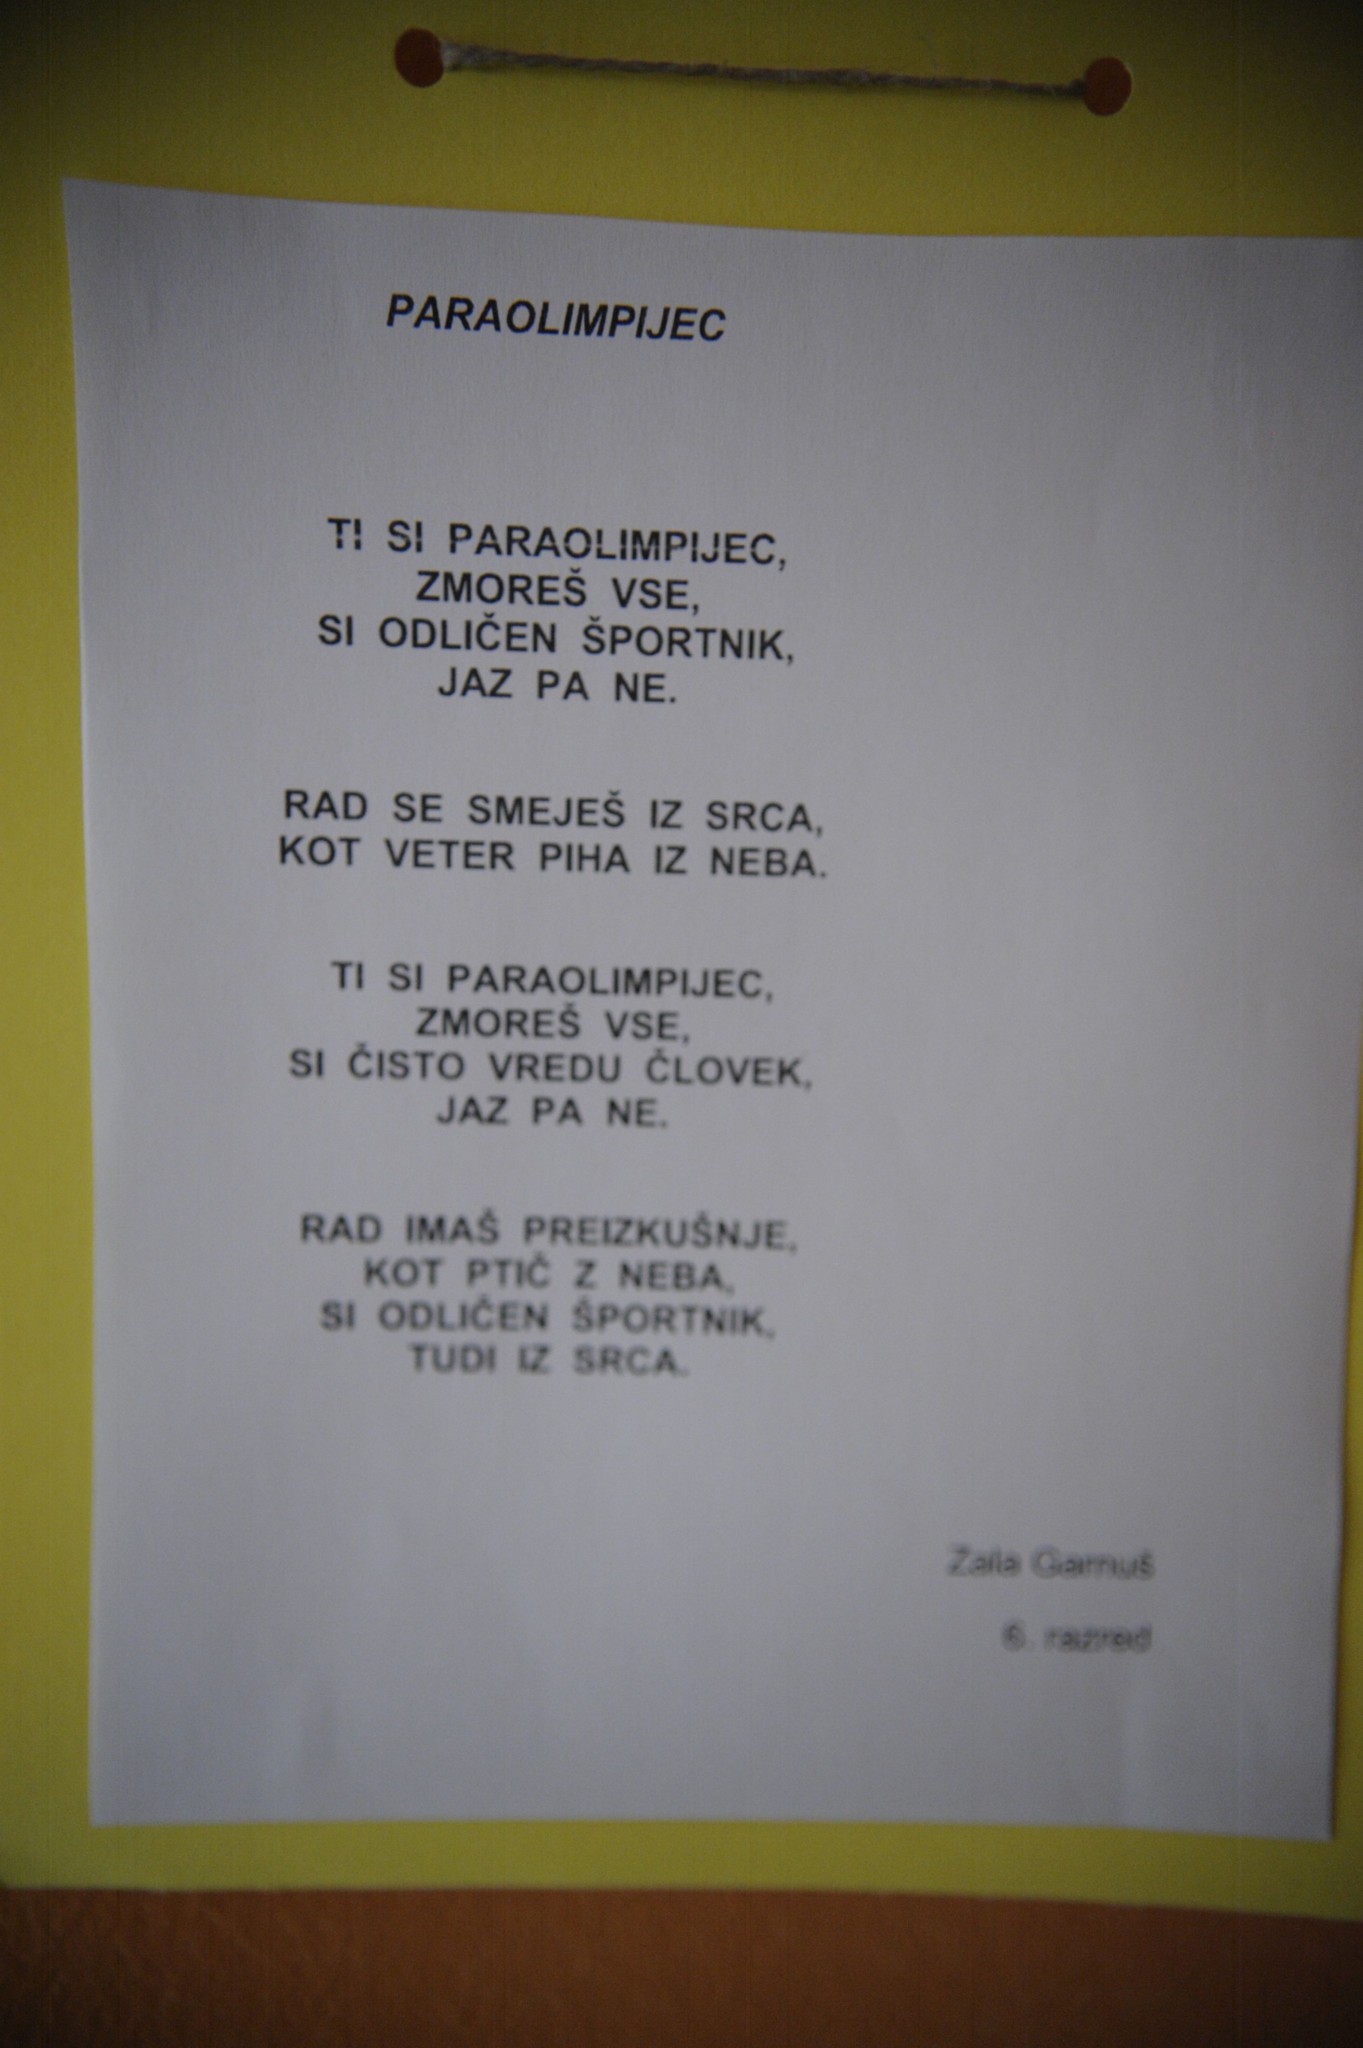 PARAOLIMPIJEC
TI SI PARAOLIMPIJEC,
ZMOREŠ VSE,
SI ODLIČEN ŠPORTNIK,
JAZ PA NE.
RAD SE SMEJEŠ IZ SRCA,
KOT VETER PIHA IZ NEBA.
TI SI PARAOLIMPIJEC,
ZMOREŠ VSE,
SI ČISTO VREDU ČLOVEK,
JAZ PA NE.
RAD IMAŠ PREIZKUŠNJE,
KOT PTIČ Z NEBA,
SI ODLIČEN ŠPORTNIK,
TUDI IZ SRCA.
Zala
6. razred